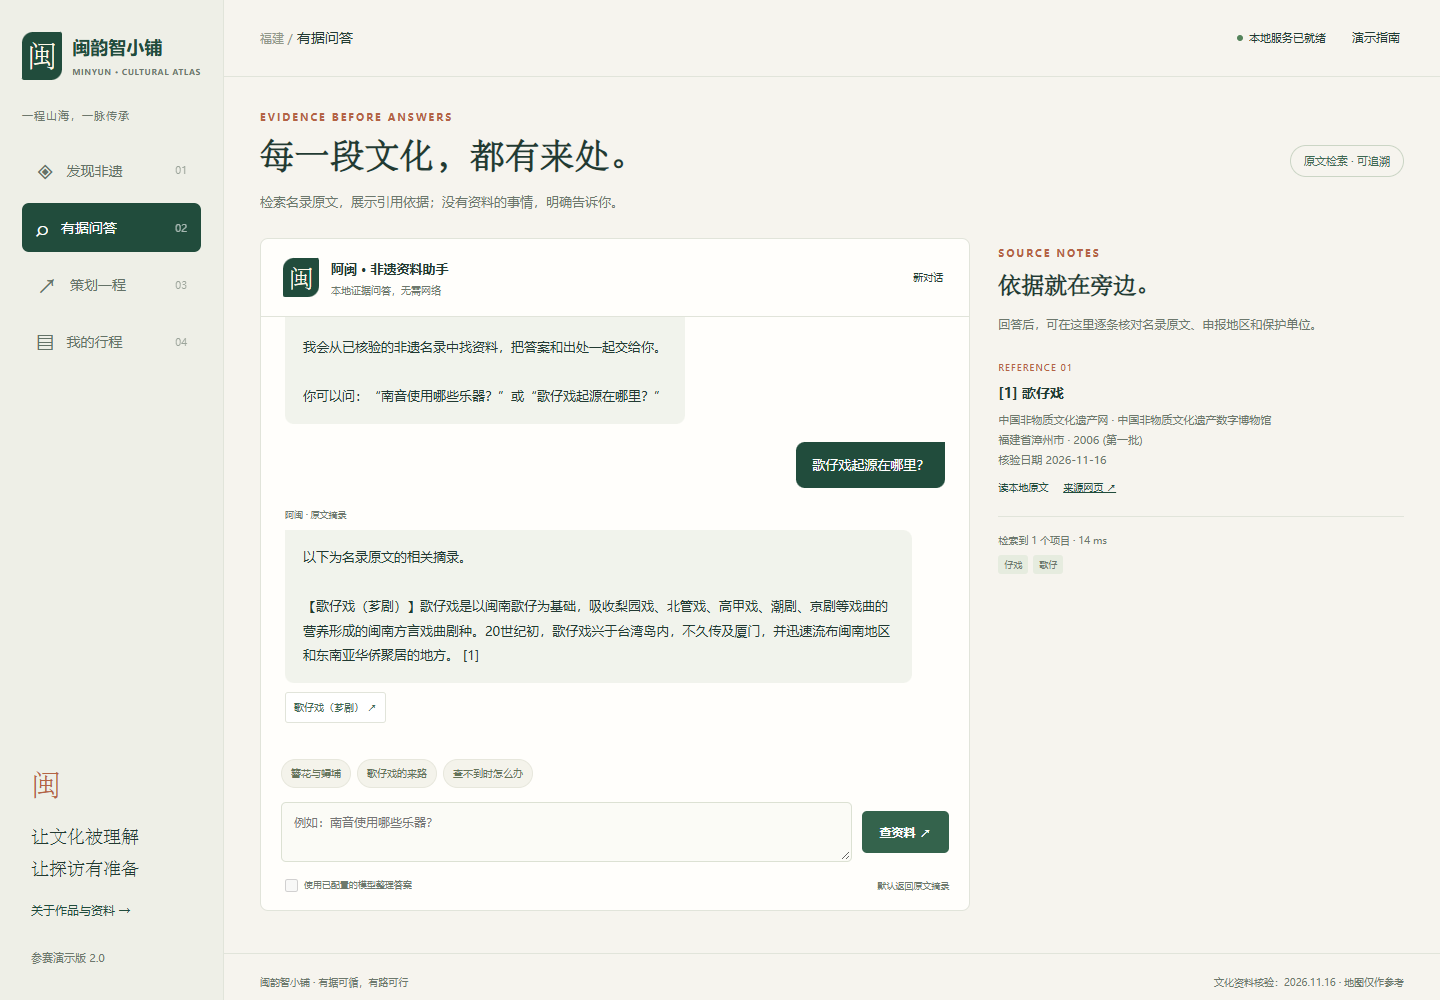 闽
闽韵智小铺
MINYUN • CULTURAL ATLAS
一程山海，一脉传承
发现非遗 01
有据问答 02
策划一程 03
我的行程 04
闽
让文化被理解
让探访有准备
关于作品与资料 →
参赛演示版 2.0
福建 / 有据问答
本地服务已就绪
演示指南
EVIDENCE BEFORE ANSWERS
每一段文化，都有来处。
检索名录原文，展示引用依据；没有资料的事情，明确告诉你。
原文检索 · 可追溯
闽
阿闽 • 非遗资料助手
本地证据问答，无需网络
新对话
我会从已核验的非遗名录中找资料，把答案和出处一起交给你。
你可以问：“南音使用哪些乐器？”或“歌仔戏起源在哪里？”
歌仔戏起源在哪里？
阿闽 · 原文摘录
以下为名录原文的相关摘录。
【歌仔戏（芗剧）】歌仔戏是以闽南歌仔为基础，吸收梨园戏、北管戏、高甲戏、潮剧、京剧等戏曲的
营养形成的闽南方言戏曲剧种。20世纪初，歌仔戏兴于台湾岛内，不久传及厦门，并迅速流布闽南地区
和东南亚华侨聚居的地方。 [1]
歌仔戏（芗剧） ↗
簪花与蟳埔
歌仔戏的来路
查不到时怎么办
例如：南音使用哪些乐器？
查资料 ↗
使用已配置的模型整理答案
默认返回原文摘录
SOURCE NOTES
依据就在旁边。
回答后，可在这里逐条核对名录原文、申报地区和保护单位。
REFERENCE 01
[1] 歌仔戏
中国非物质文化遗产网 · 中国非物质文化遗产数字博物馆
福建省漳州市 · 2006 (第一批)
核验日期 2026-11-16
读本地原文 来源网页 ↗
检索到 1 个项目 · 14 ms
仔戏 歌仔
闽韵智小铺 · 有据可循，有路可行
文化资料核验：2026.11.16 · 地图仅作参考